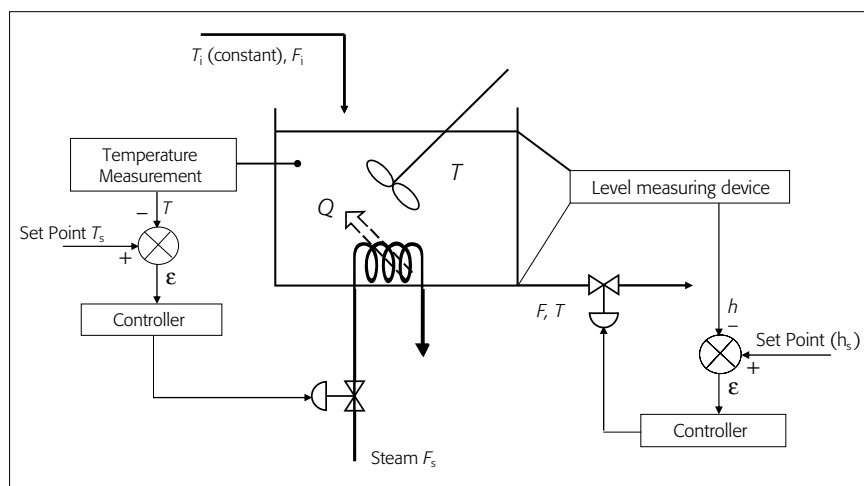 Tᵢ (constant), Fᵢ
Temperature
Measurement
T
Level measuring device
− T
Q
Set Point Tₛ
+
ε
F, T
h
−
Controller
Set Point (hₛ)
+
ε
Controller
Steam Fₛ